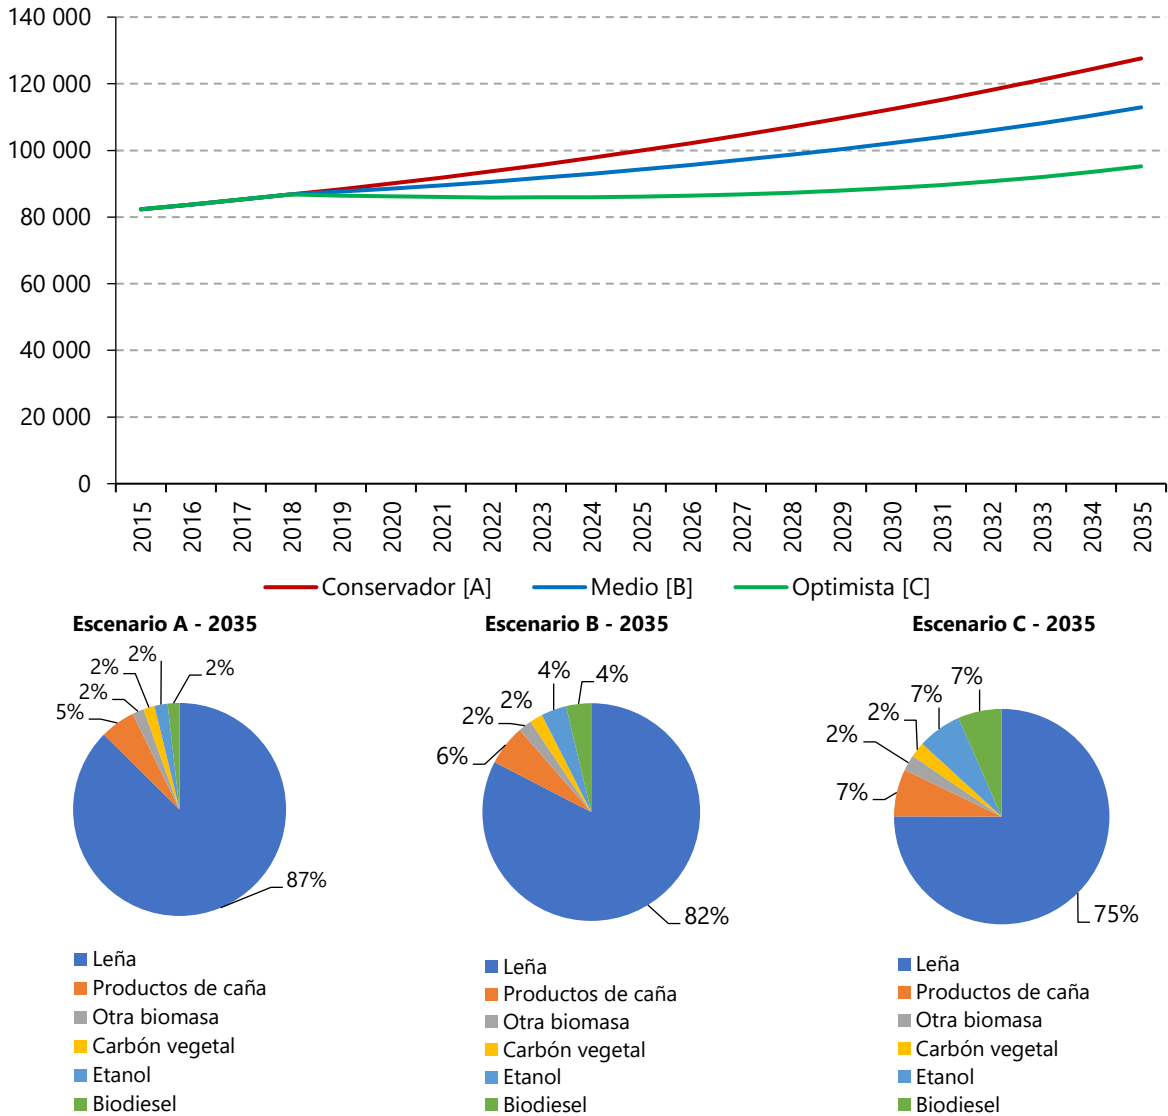 140 000
120 000
100 000
80 000
60 000
40 000
20 000
0
2015
2016
2017
2018
2019
2020
2021
2022
2023
2024
2025
2026
2027
2028
2029
2030
2031
2032
2033
2034
2035
Conservador [A] Medio [B] Optimista [C]
Escenario A - 2035
2%
2%
2%
2%
5%
87%
Leña
Productos de caña
Otra biomasa
Carbón vegetal
Etanol
Biodiesel
Escenario B - 2035
4%
4%
2%
2%
6%
82%
Leña
Productos de caña
Otra biomasa
Carbón vegetal
Etanol
Biodiesel
Escenario C - 2035
7%
7%
2%
2%
7%
75%
Leña
Productos de caña
Otra biomasa
Carbón vegetal
Etanol
Biodiesel